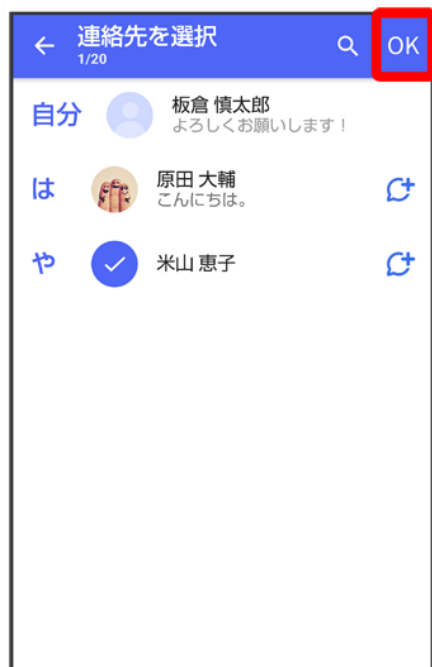 連絡先を選択
OK
1/20
自分
板倉 慎太郎
よろしくお願いします！
は
原田 大輔
こんにちは。
や
米山 恵子